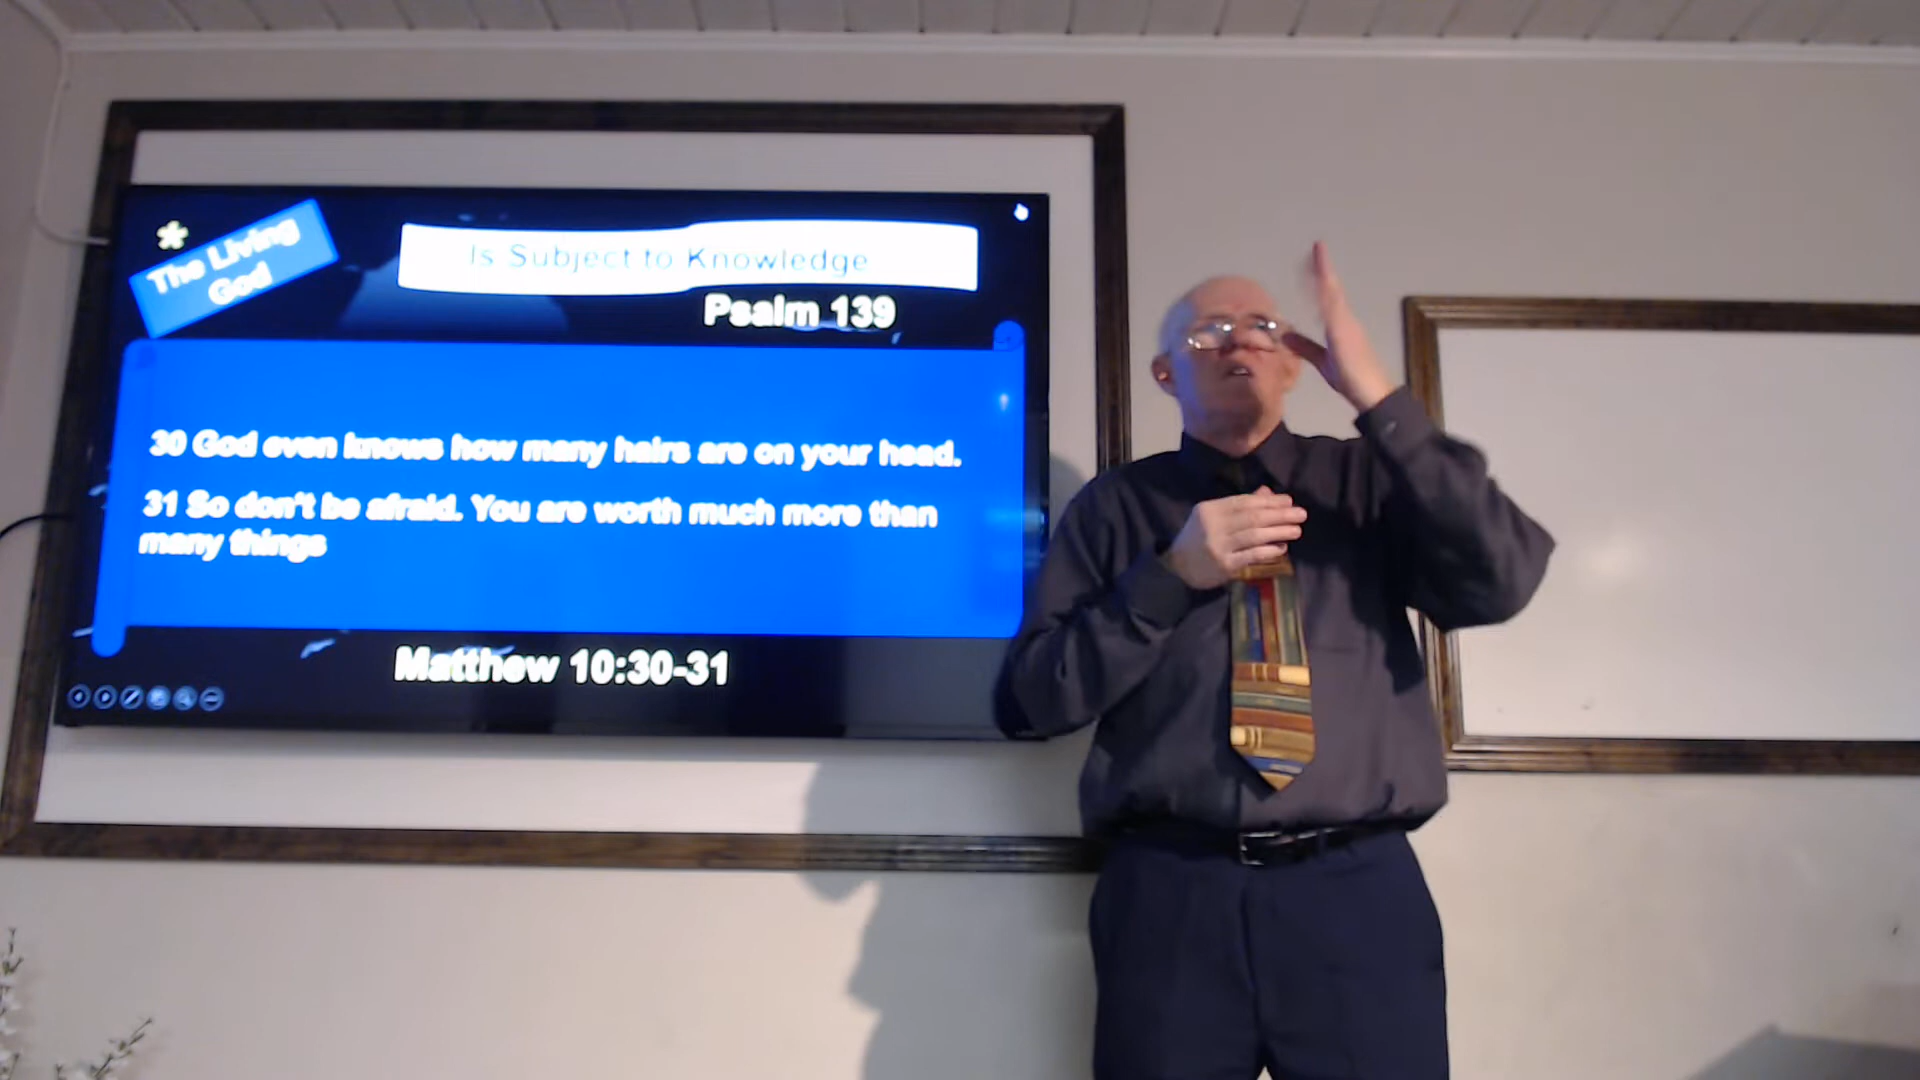 *
The Living
God
Is Subject to Knowledge
Psalm 139
30 God even knows how many hairs are on your head.
31 So don't be afraid. You are worth much more than
many things
Matthew 10:30-31